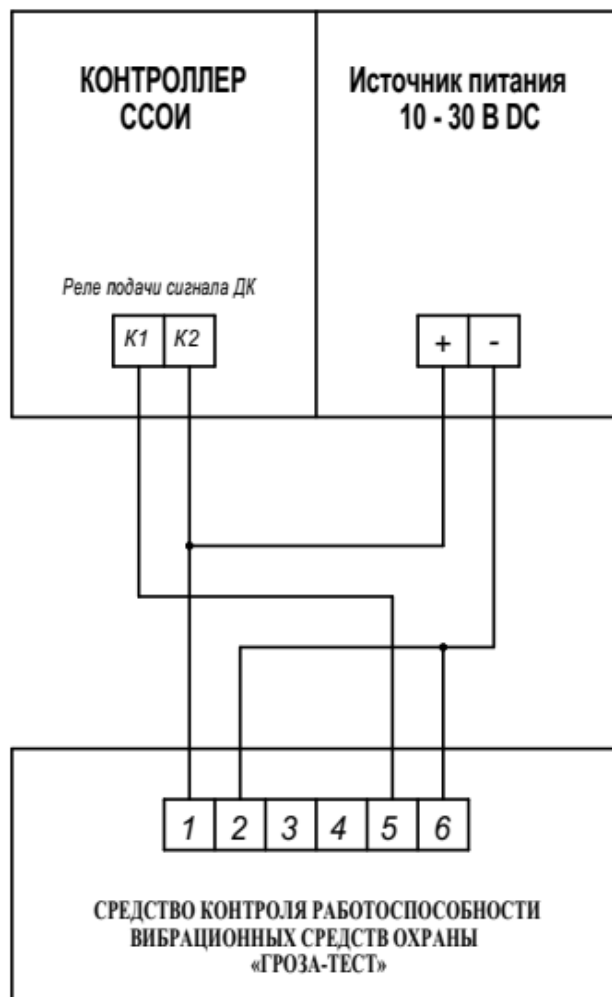 КОНТРОЛЛЕР
ССОИ
Источник питания
10 - 30 В DC
Реле подачи сигнала ДК
К1 К2
+ -
1 2 3 4 5 6
СРЕДСТВО КОНТРОЛЯ РАБОТОСПОСОБНОСТИ
ВИБРАЦИОННЫХ СРЕДСТВ ОХРАНЫ
«ГРОЗА-ТЕСТ»